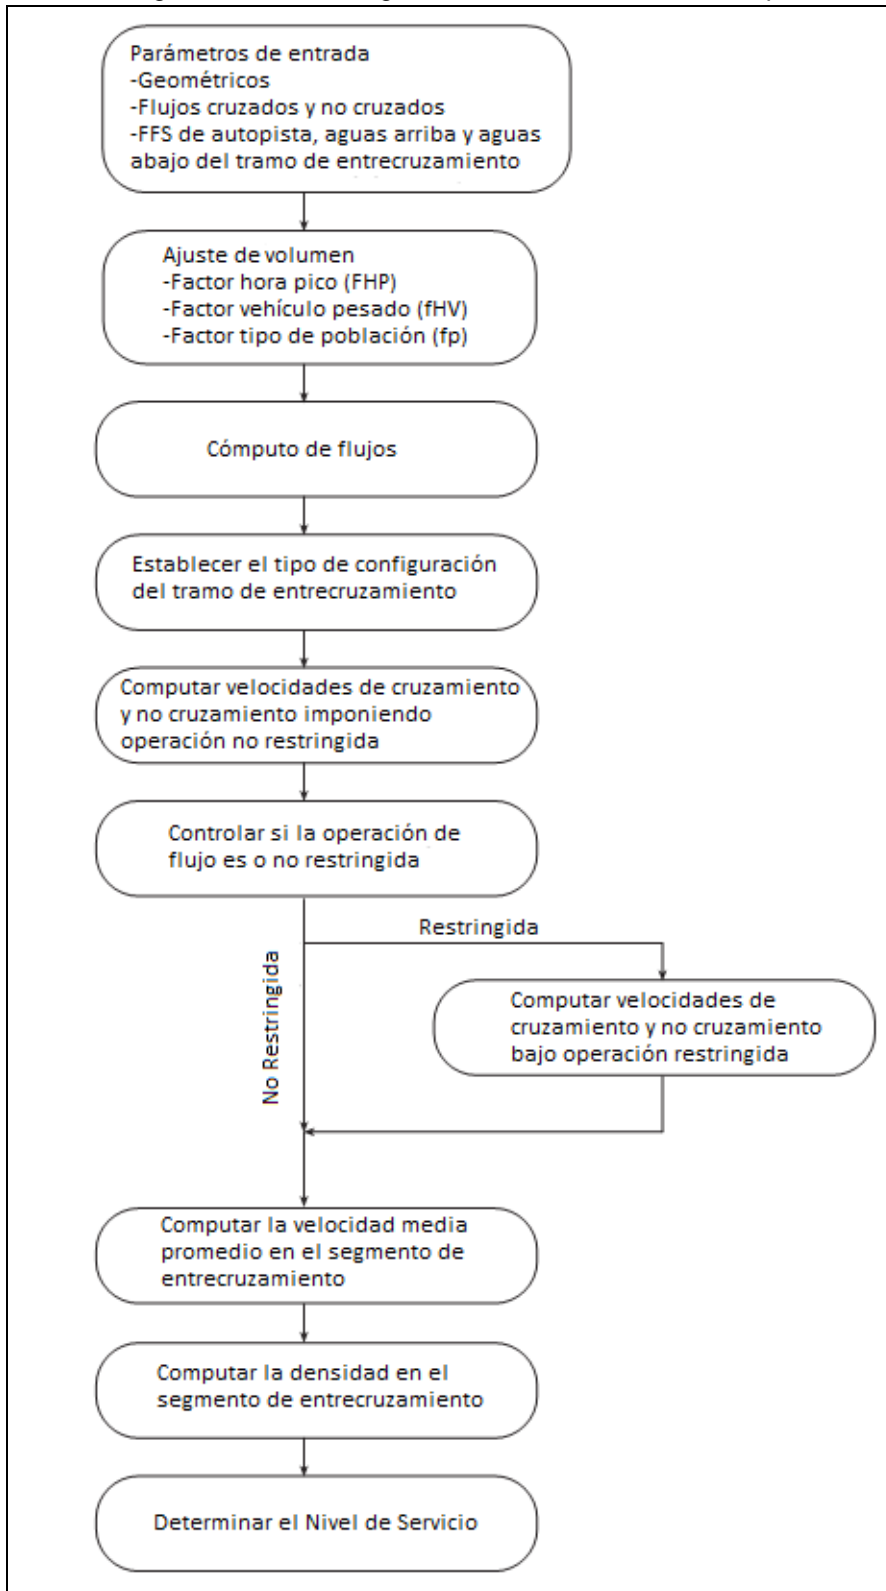 Parámetros de entrada
-Geométricos
-Flujos cruzados y no cruzados
-FFS de autopista, aguas arriba y aguas
abajo del tramo de entrecruzamiento
Ajuste de volumen
-Factor hora pico (FHP)
-Factor vehículo pesado (fHV)
-Factor tipo de población (fp)
Cómputo de flujos
Establecer el tipo de configuración
del tramo de entrecruzamiento
Computar velocidades de cruzamiento
y no cruzamiento imponiendo
operación no restringida
Controlar si la operación de
flujo es o no restringida
Restringida
No Restringida
Computar velocidades de
cruzamiento y no cruzamiento
bajo operación restringida
Computar la velocidad media
promedio en el segmento de
entrecruzamiento
Computar la densidad en el
segmento de entrecruzamiento
Determinar el Nivel de Servicio